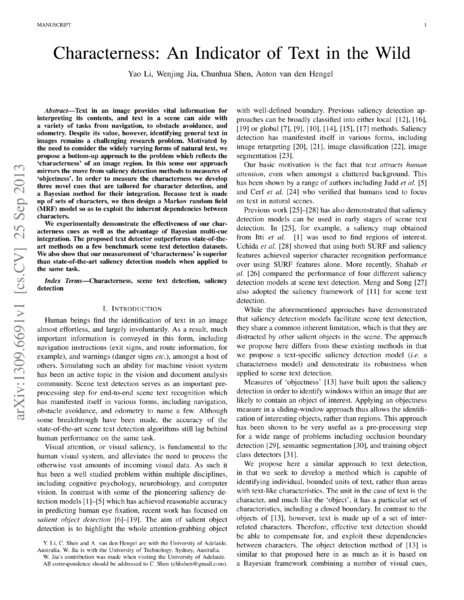 MANUSCRIPT
1
Characterness: An Indicator of Text in the Wild
Yao Li, Wenjing Jia, Chunhua Shen, Anton van den Hengel
arXiv:1309.6691v1 [cs.CV] 25 Sep 2013
Abstract—Text in an image provides vital information for
interpreting its contents, and text in a scene can aide with
a variety of tasks from navigation, to obstacle avoidance, and
odometry. Despite its value, however, identifying general text in
images remains a challenging research problem. Motivated by
the need to consider the widely varying forms of natural text, we
propose a bottom-up approach to the problem which reflects the
'characterness' of an image region. In this sense our approach
mirrors the move from saliency detection methods to measures of
'objectness'. In order to measure the characterness we develop
three novel cues that are tailored for character detection, and
a Bayesian method for their integration. Because text is made
up of sets of characters, we then design a Markov random field
(MRF) model so as to exploit the inherent dependencies between
characters.
We experimentally demonstrate the effectiveness of our char-
acterness cues as well as the advantage of Bayesian multi-cue
integration. The proposed text detector outperforms state-of-the-
art methods on a few benchmark scene text detection datasets.
We also show that our measurement of 'characterness' is superior
than state-of-the-art saliency detection models when applied to
the same task.
Index Terms—Characterness, scene text detection, saliency
detection
I. INTRODUCTION
Human beings find the identification of text in an image
almost effortless, and largely involuntarily. As a result, much
important information is conveyed in this form, including
navigation instructions (exit signs, and route information, for
example), and warnings (danger signs etc.), amongst a host of
others. Simulating such an ability for machine vision system
has been an active topic in the vision and document analysis
community. Scene text detection serves as an important pre-
processing step for end-to-end scene text recognition which
has manifested itself in various forms, including navigation,
obstacle avoidance, and odometry to name a few. Although
some breakthrough have been made, the accuracy of the
state-of-the-art scene text detection algorithms still lag behind
human performance on the same task.
Visual attention, or visual saliency, is fundamental to the
human visual system, and alleviates the need to process the
otherwise vast amounts of incoming visual data. As such it
has been a well studied problem within multiple disciplines,
including cognitive psychology, neurobiology, and computer
vision. In contrast with some of the pioneering saliency de-
tection models [1]–[5] which has achieved reasonable accuracy
in predicting human eye fixation, recent work has focused on
salient object detection [6]–[19]. The aim of salient object
detection is to highlight the whole attention-grabbing object
Y. Li, C. Shen and A. van den Hengel are with the University of Adelaide,
Australia. W. Jia is with the University of Technology, Sydney, Australia.
W. Jia's contribution was made when visiting the University of Adelaide.
All correspondence should be addressed to C. Shen (chhshen@gmail.com).
with well-defined boundary. Previous saliency detection ap-
proaches can be broadly classified into either local [12], [16],
[19] or global [7], [9], [10], [14], [15], [17] methods. Saliency
detection has manifested itself in various forms, including
image retargeting [20], [21], image classification [22], image
segmentation [23].
Our basic motivation is the fact that text attracts human
attention, even when amongst a cluttered background. This
has been shown by a range of authors including Judd et al. [5]
and Cerf et al. [24] who verified that humans tend to focus
on text in natural scenes.
Previous work [25]–[28] has also demonstrated that saliency
detection models can be used in early stages of scene text
detection. In [25], for example, a saliency map obtained
from Itti et al. [1] was used to find regions of interest.
Uchida et al. [28] showed that using both SURF and saliency
features achieved superior character recognition performance
over using SURF features alone. More recently, Shahab et
al. [26] compared the performance of four different saliency
detection models at scene text detection. Meng and Song [27]
also adopted the saliency framework of [11] for scene text
detection.
While the aforementioned approaches have demonstrated
that saliency detection models facilitate scene text detection,
they share a common inherent limitation, which is that they are
distracted by other salient objects in the scene. The approach
we propose here differs from these existing methods in that
we propose a text-specific saliency detection model (i.e. a
characterness model) and demonstrate its robustness when
applied to scene text detection.
Measures of 'objectness' [13] have built upon the saliency
detection in order to identify windows within an image that are
likely to contain an object of interest. Applying an objectness
measure in a sliding-window approach thus allows the identifi-
cation of interesting objects, rather than regions. This approach
has been shown to be very useful as a pre-processing step
for a wide range of problems including occlusion boundary
detection [29], semantic segmentation [30], and training object
class detectors [31].
We propose here a similar approach to text detection,
in that we seek to develop a method which is capable of
identifying individual, bounded units of text, rather than areas
with text-like characteristics. The unit in the case of text is the
character, and much like the 'object', it has a particular set of
characteristics, including a closed boundary. In contrast to the
objects of [13], however, text is made up of a set of inter-
related characters. Therefore, effective text detection should
be able to compensate for, and exploit these dependencies
between characters. The object detection method of [13] is
similar to that proposed here in as much as it is based on
a Bayesian framework combining a number of visual cues,